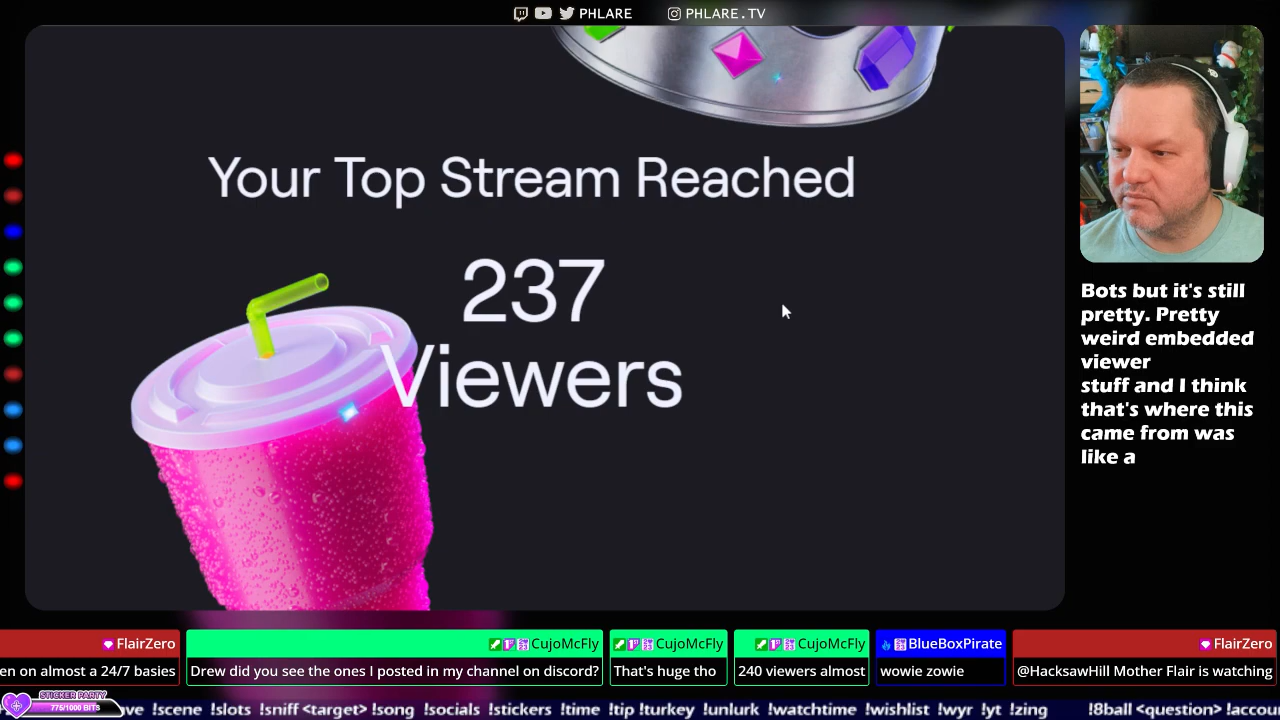 PHLARE PHLARE.TV
Your Top Stream Reached
237
Viewers
Bots but it's still
pretty. Pretty
weird embedded
viewer
stuff and I think
that's where this
came from was
like a
FlairZero
en on almost a 24/7 basies
CujoMcFly
Drew did you see the ones I posted in my channel on discord?
CujoMcFly
That's huge tho
CujoMcFly
240 viewers almost
BlueBoxPirate
wowie zowie
FlairZero
@HacksawHill Mother Flair is watching
STICKER PARTY
775/1000 BITS
ave !scene !slots !sniff <target> !song !socials !stickers !time !tip !turkey !unlurk !watchtime !wishlist !wyr !yt !zing !8ball <question> !accou